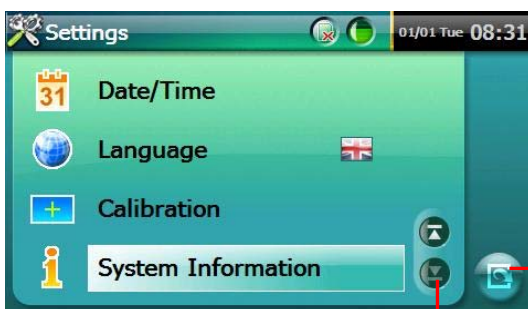 Settings 01/01 Tue 08:31
31 Date/Time
Language
Calibration
System Information